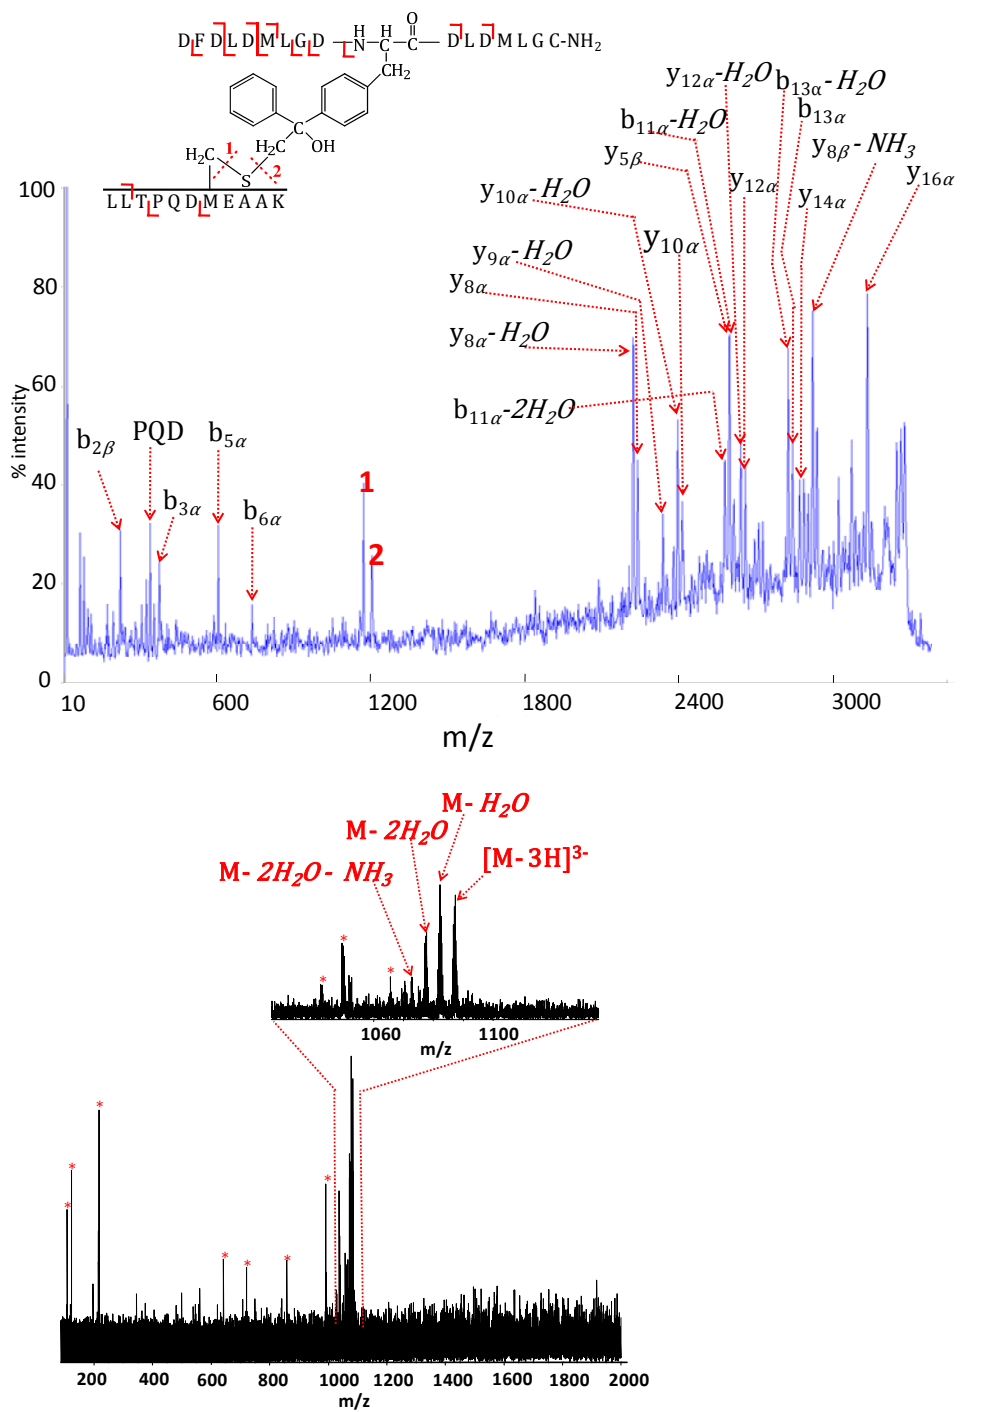 D F D L D M L G D - N C C - D L D M L G C-NH₂
H H O
CH₂
C
H₂C OH
H₂C 1
S 2
L L T P Q D M E A A K
y₁₂α-H₂O b₁₃α-H₂O
b₁₁α-H₂O b₁₃α
y₅β y₈β-NH₃
y₁₀α-H₂O y₁₂α y₁₄α y₁₆α
y₉α-H₂O y₁₀α
y₈α
y₈α-H₂O
b₁₁α-2H₂O
b₂β PQD b₅α
b₃α b₆α
1
2
% intensity
100
80
60
40
20
0
10 600 1200 1800 2400 3000
m/z
M- H₂O
M- 2H₂O
M- 2H₂O - NH₃ [M-3H]³⁻
* * *
1060 1100
m/z
* * * * * * * *
200 400 600 800 1000 1200 1400 1600 1800 2000
m/z